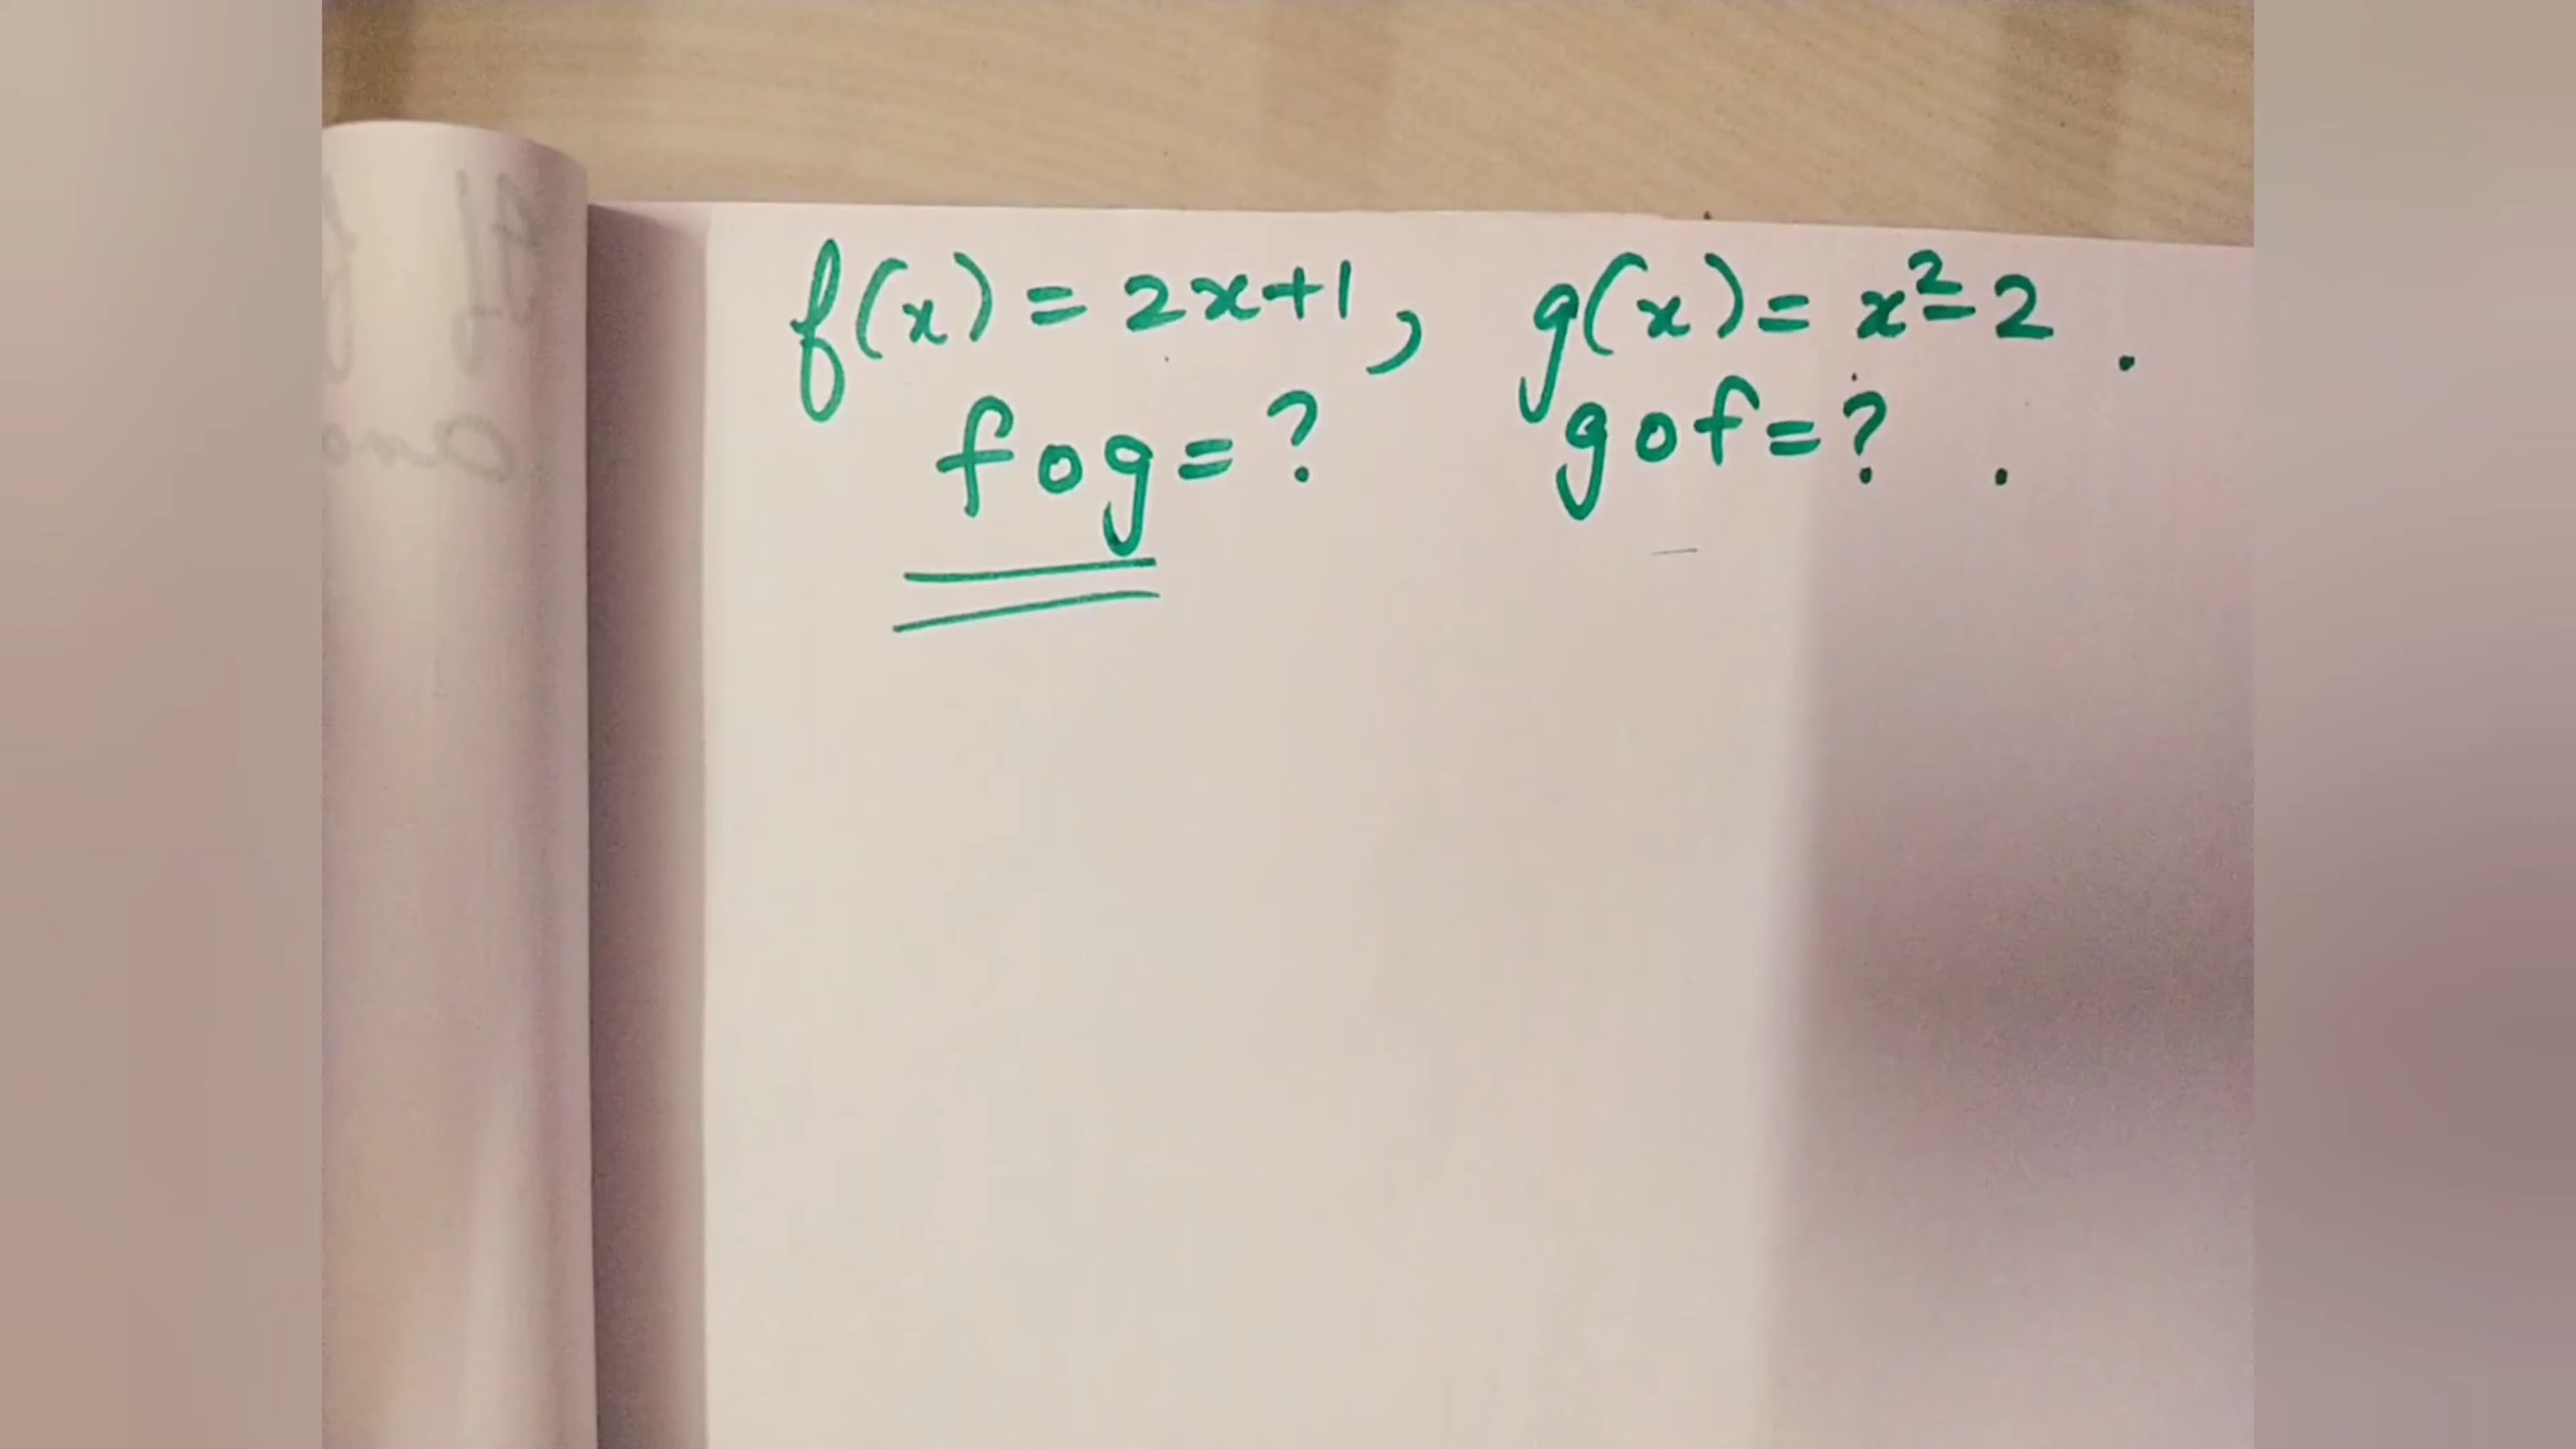 f(x) = 2x+1, g(x) = x²-2.
fog = ? gof = ?